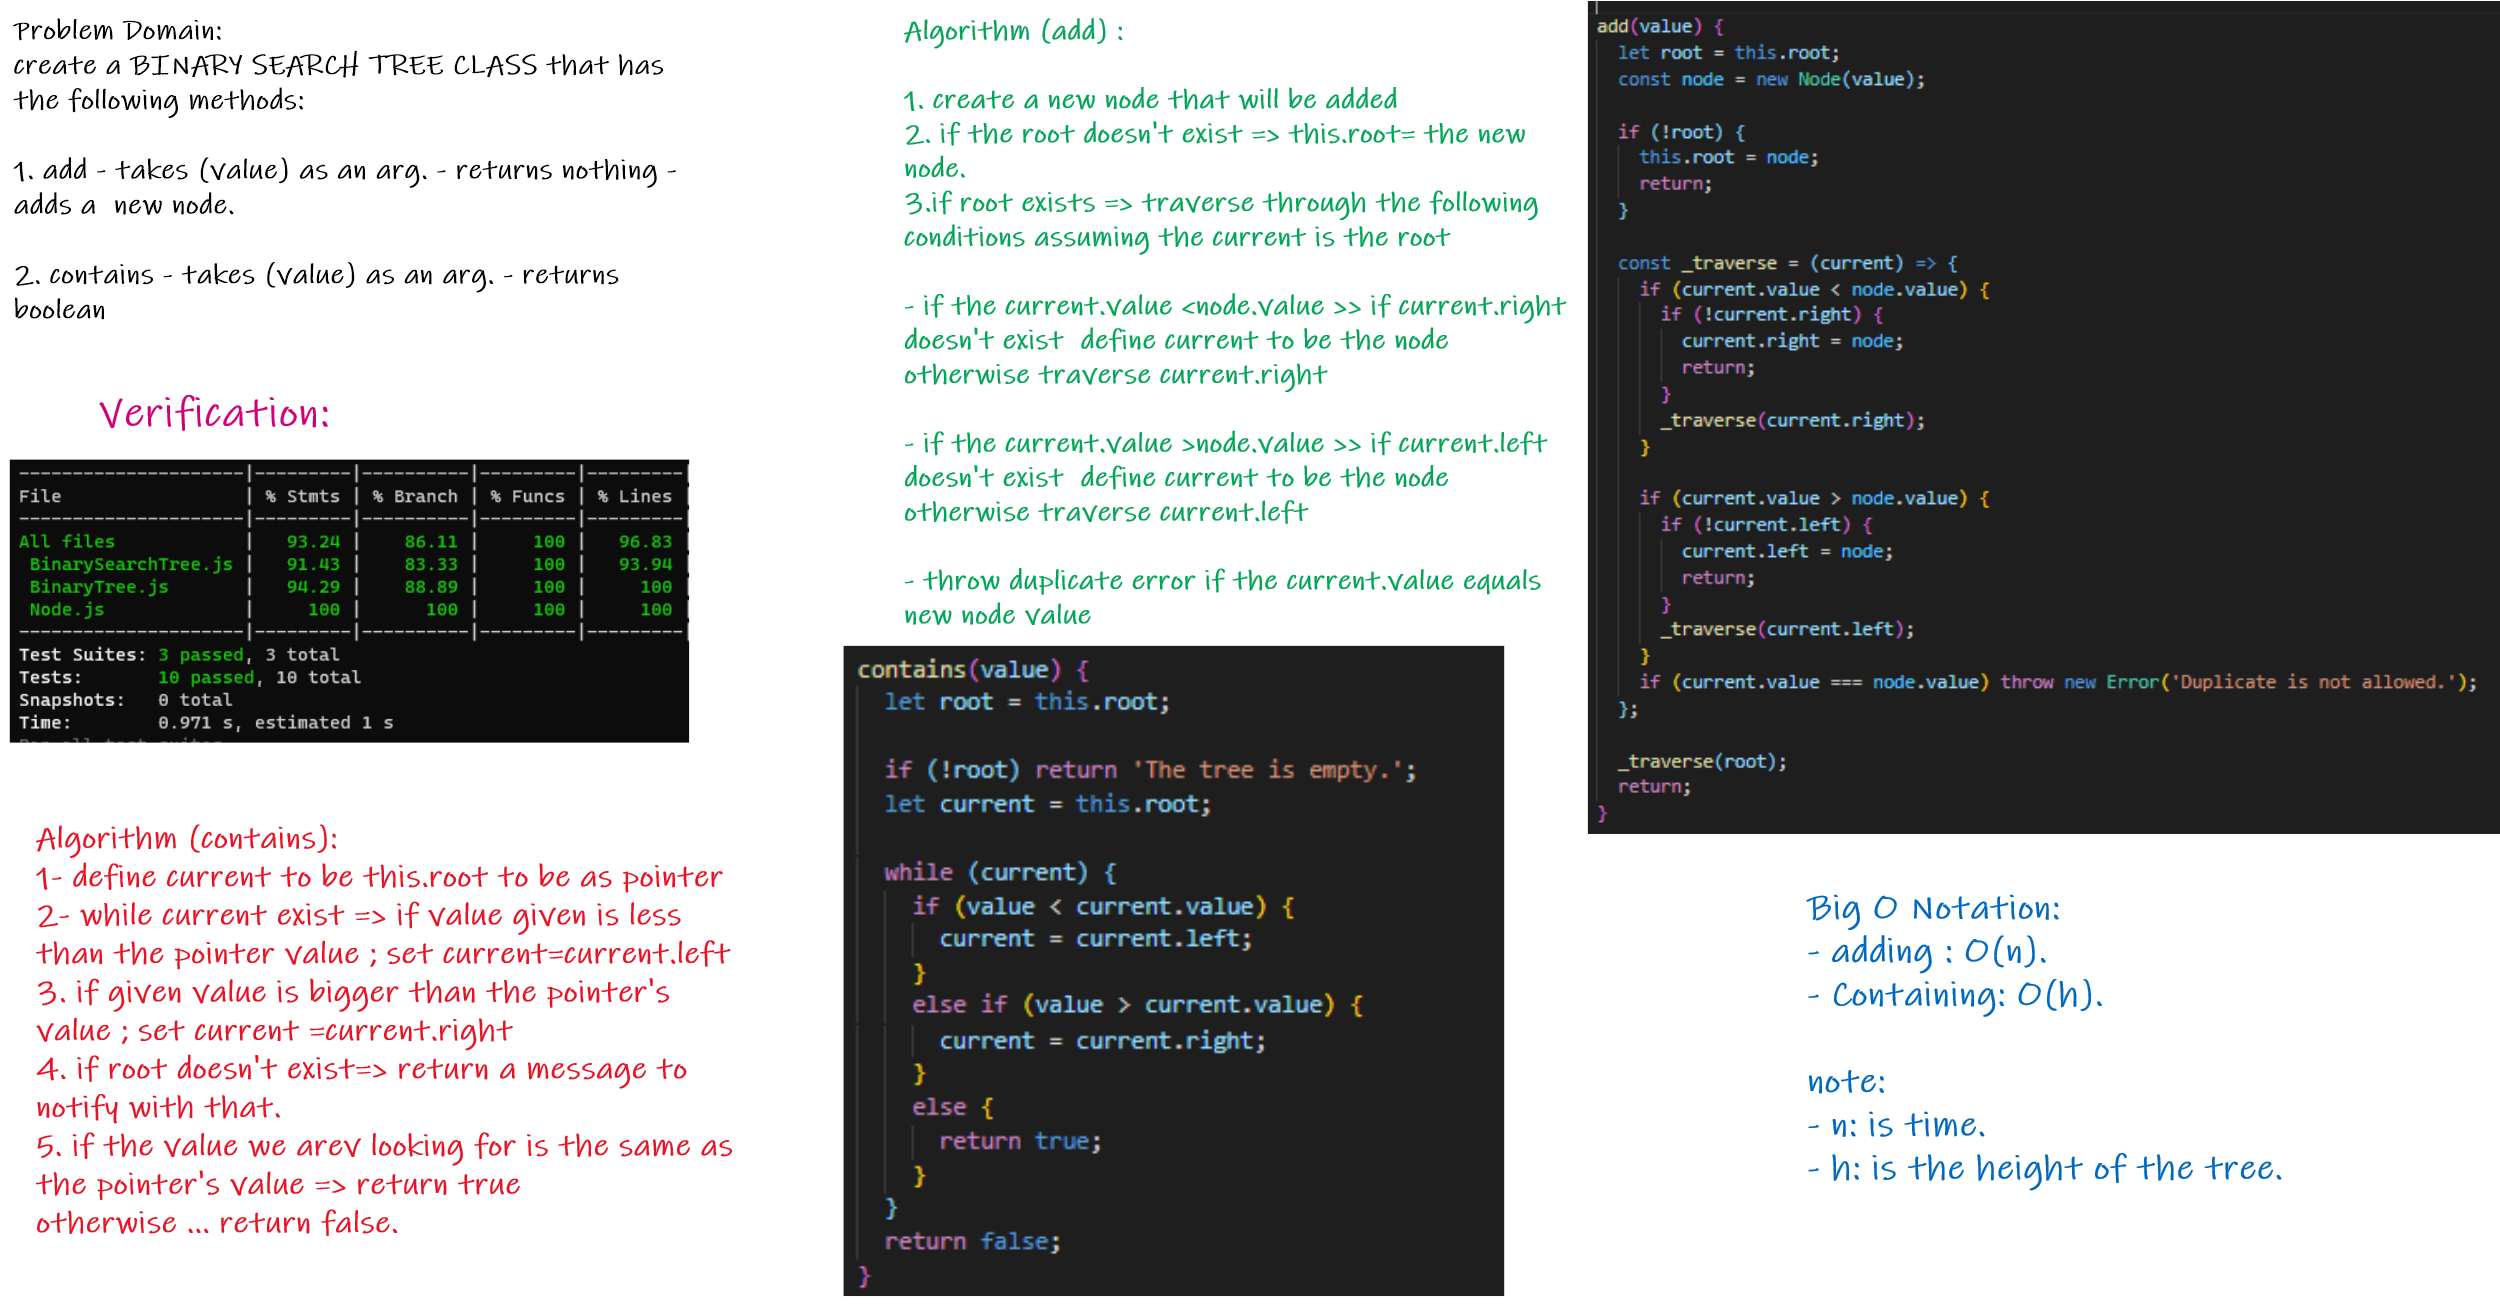 Problem Domain:
create a BINARY SEARCH TREE CLASS that has
the following methods:
1. add - takes (value) as an arg. - returns nothing -
adds a  new node.
2. contains - takes (value) as an arg. - returns
boolean
Verification:
---------------------|---------|----------|---------|---------|
File                 | % Stmts | % Branch | % Funcs | % Lines |
---------------------|---------|----------|---------|---------|
All files            |   93.24 |    86.11 |     100 |   96.83 |
 BinarySearchTree.js |   91.43 |    83.33 |     100 |   93.94 |
 BinaryTree.js       |   94.29 |    88.89 |     100 |     100 |
 Node.js             |     100 |      100 |     100 |     100 |
---------------------|---------|----------|---------|---------|
Test Suites: 3 passed, 3 total
Tests:       10 passed, 10 total
Snapshots:   0 total
Time:        0.971 s, estimated 1 s
Algorithm (contains):
1- define current to be this.root to be as pointer
2- while current exist => if value given is less
than the pointer value ; set current=current.left
3. if given value is bigger than the pointer's
value ; set current =current.right
4. if root doesn't exist=> return a message to
notify with that.
5. if the value we arev looking for is the same as
the pointer's value => return true
otherwise ... return false.
Algorithm (add) :
1. create a new node that will be added
2. if the root doesn't exist => this.root= the new
node.
3.if root exists => traverse through the following
conditions assuming the current is the root
- if the current.value <node.value >> if current.right
doesn't exist  define current to be the node
otherwise traverse current.right
- if the current.value >node.value >> if current.left
doesn't exist  define current to be the node
otherwise traverse current.left
- throw duplicate error if the current.value equals
new node value
contains(value) {
  let root = this.root;
  if (!root) return 'The tree is empty.';
  let current = this.root;
  while (current) {
    if (value < current.value) {
      current = current.left;
    }
    else if (value > current.value) {
      current = current.right;
    }
    else {
      return true;
    }
  }
  return false;
}
add(value) {
  let root = this.root;
  const node = new Node(value);
  if (!root) {
    this.root = node;
    return;
  }
  const _traverse = (current) => {
    if (current.value < node.value) {
      if (!current.right) {
        current.right = node;
        return;
      }
      _traverse(current.right);
    }
    if (current.value > node.value) {
      if (!current.left) {
        current.left = node;
        return;
      }
      _traverse(current.left);
    }
    if (current.value === node.value) throw new Error('Duplicate is not allowed.');
  };
  _traverse(root);
  return;
}
Big O Notation:
- adding : O(n).
- Containing: O(h).
note:
- n: is time.
- h: is the height of the tree.